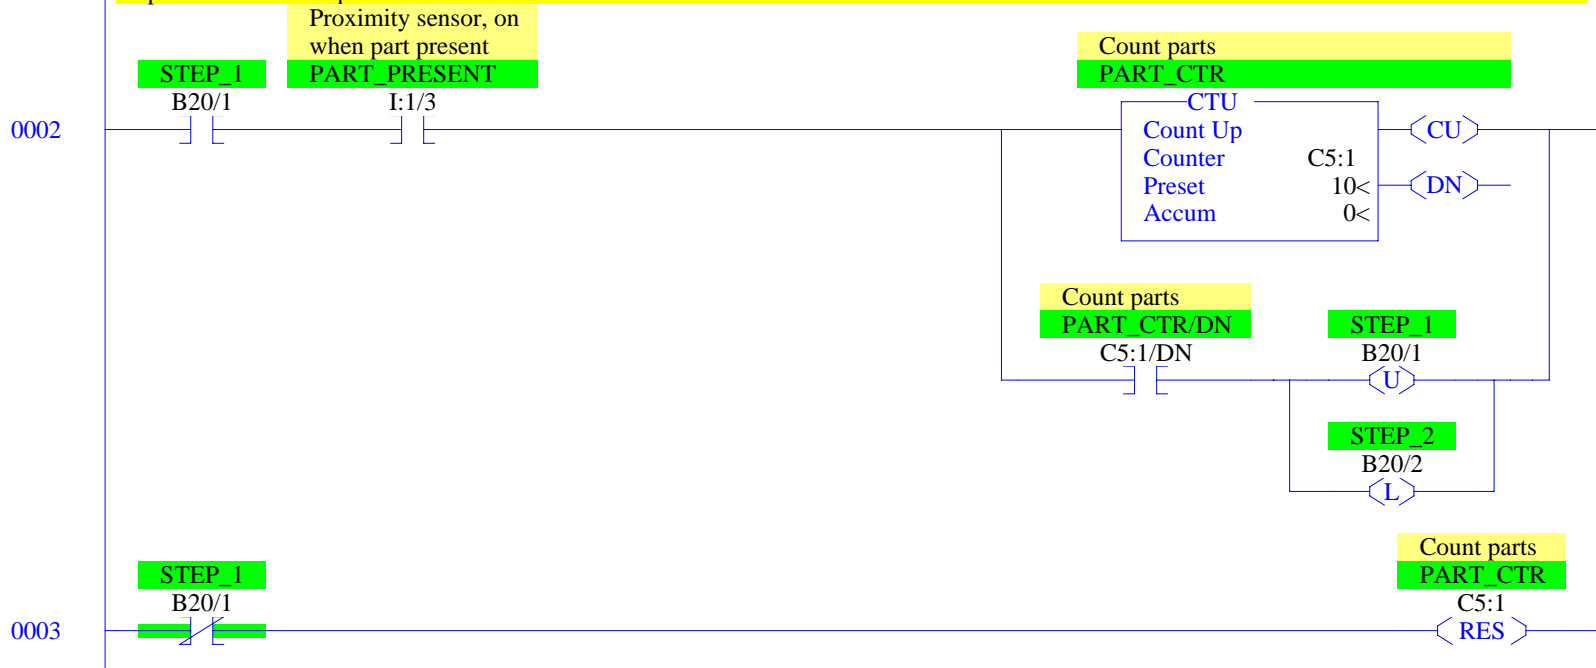 Proximity sensor, on
when part present
Count parts
STEP_1
PART_PRESENT
PART_CTR
B20/1
I:1/3
CTU
0002
Count Up
CU
Counter C5:1
Preset 10<
DN
Accum 0<
Count parts
PART_CTR/DN
STEP_1
C5:1/DN
B20/1
U
STEP_2
B20/2
L
Count parts
STEP_1
PART_CTR
B20/1
C5:1
0003
RES